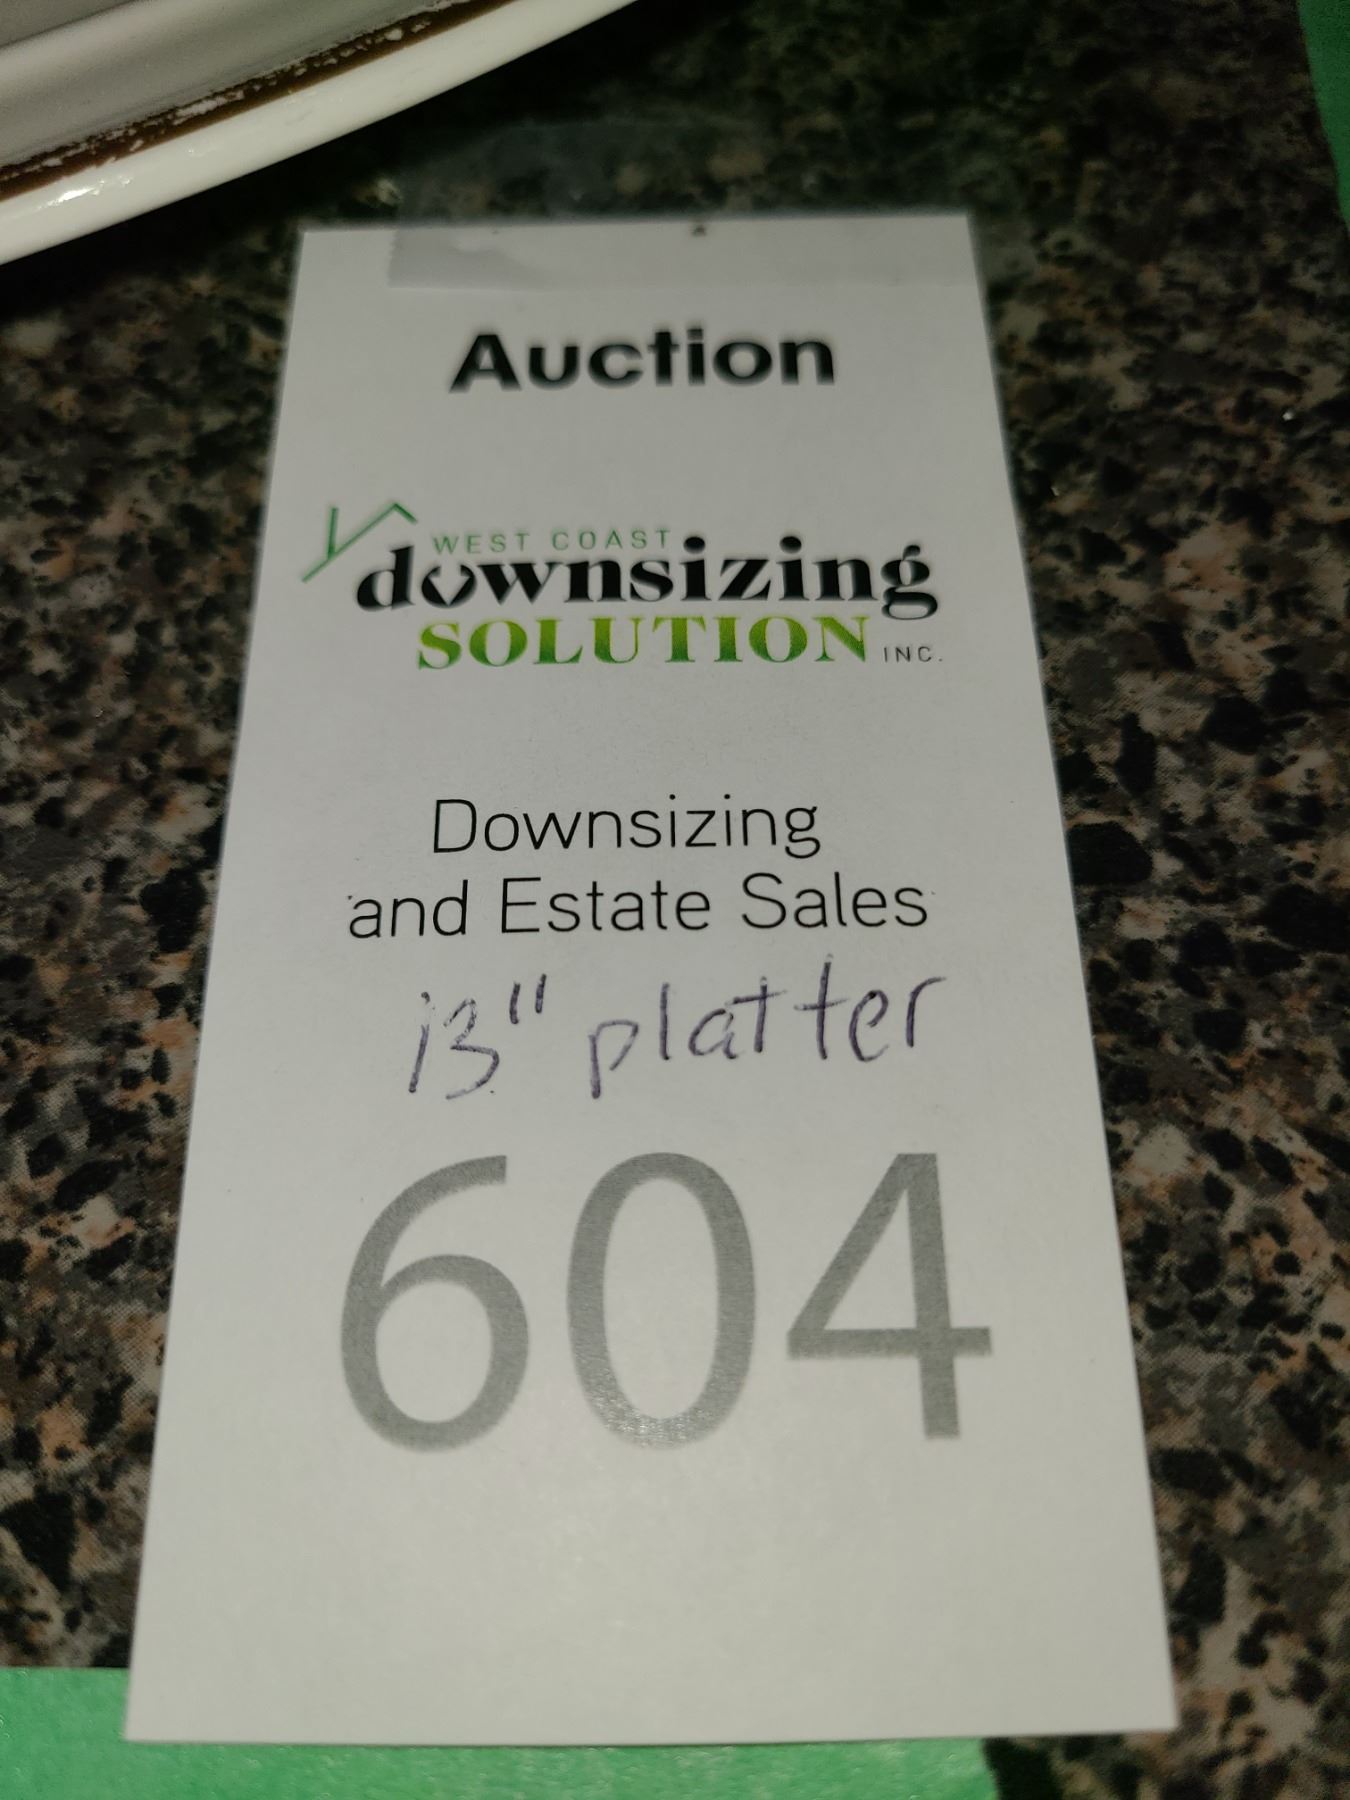 Auction
WEST COAST
downsizing
SOLUTION INC.
Downsizing
and Estate Sales
13" platter
604